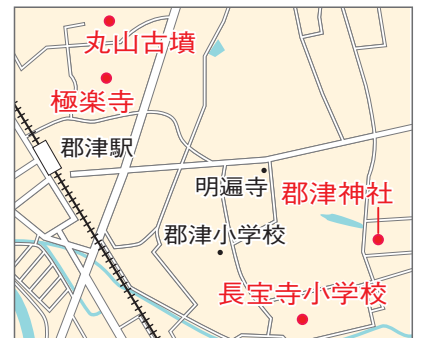 丸山古墳
極楽寺
郡津駅
明遍寺
郡津神社
郡津小学校
長宝寺小学校